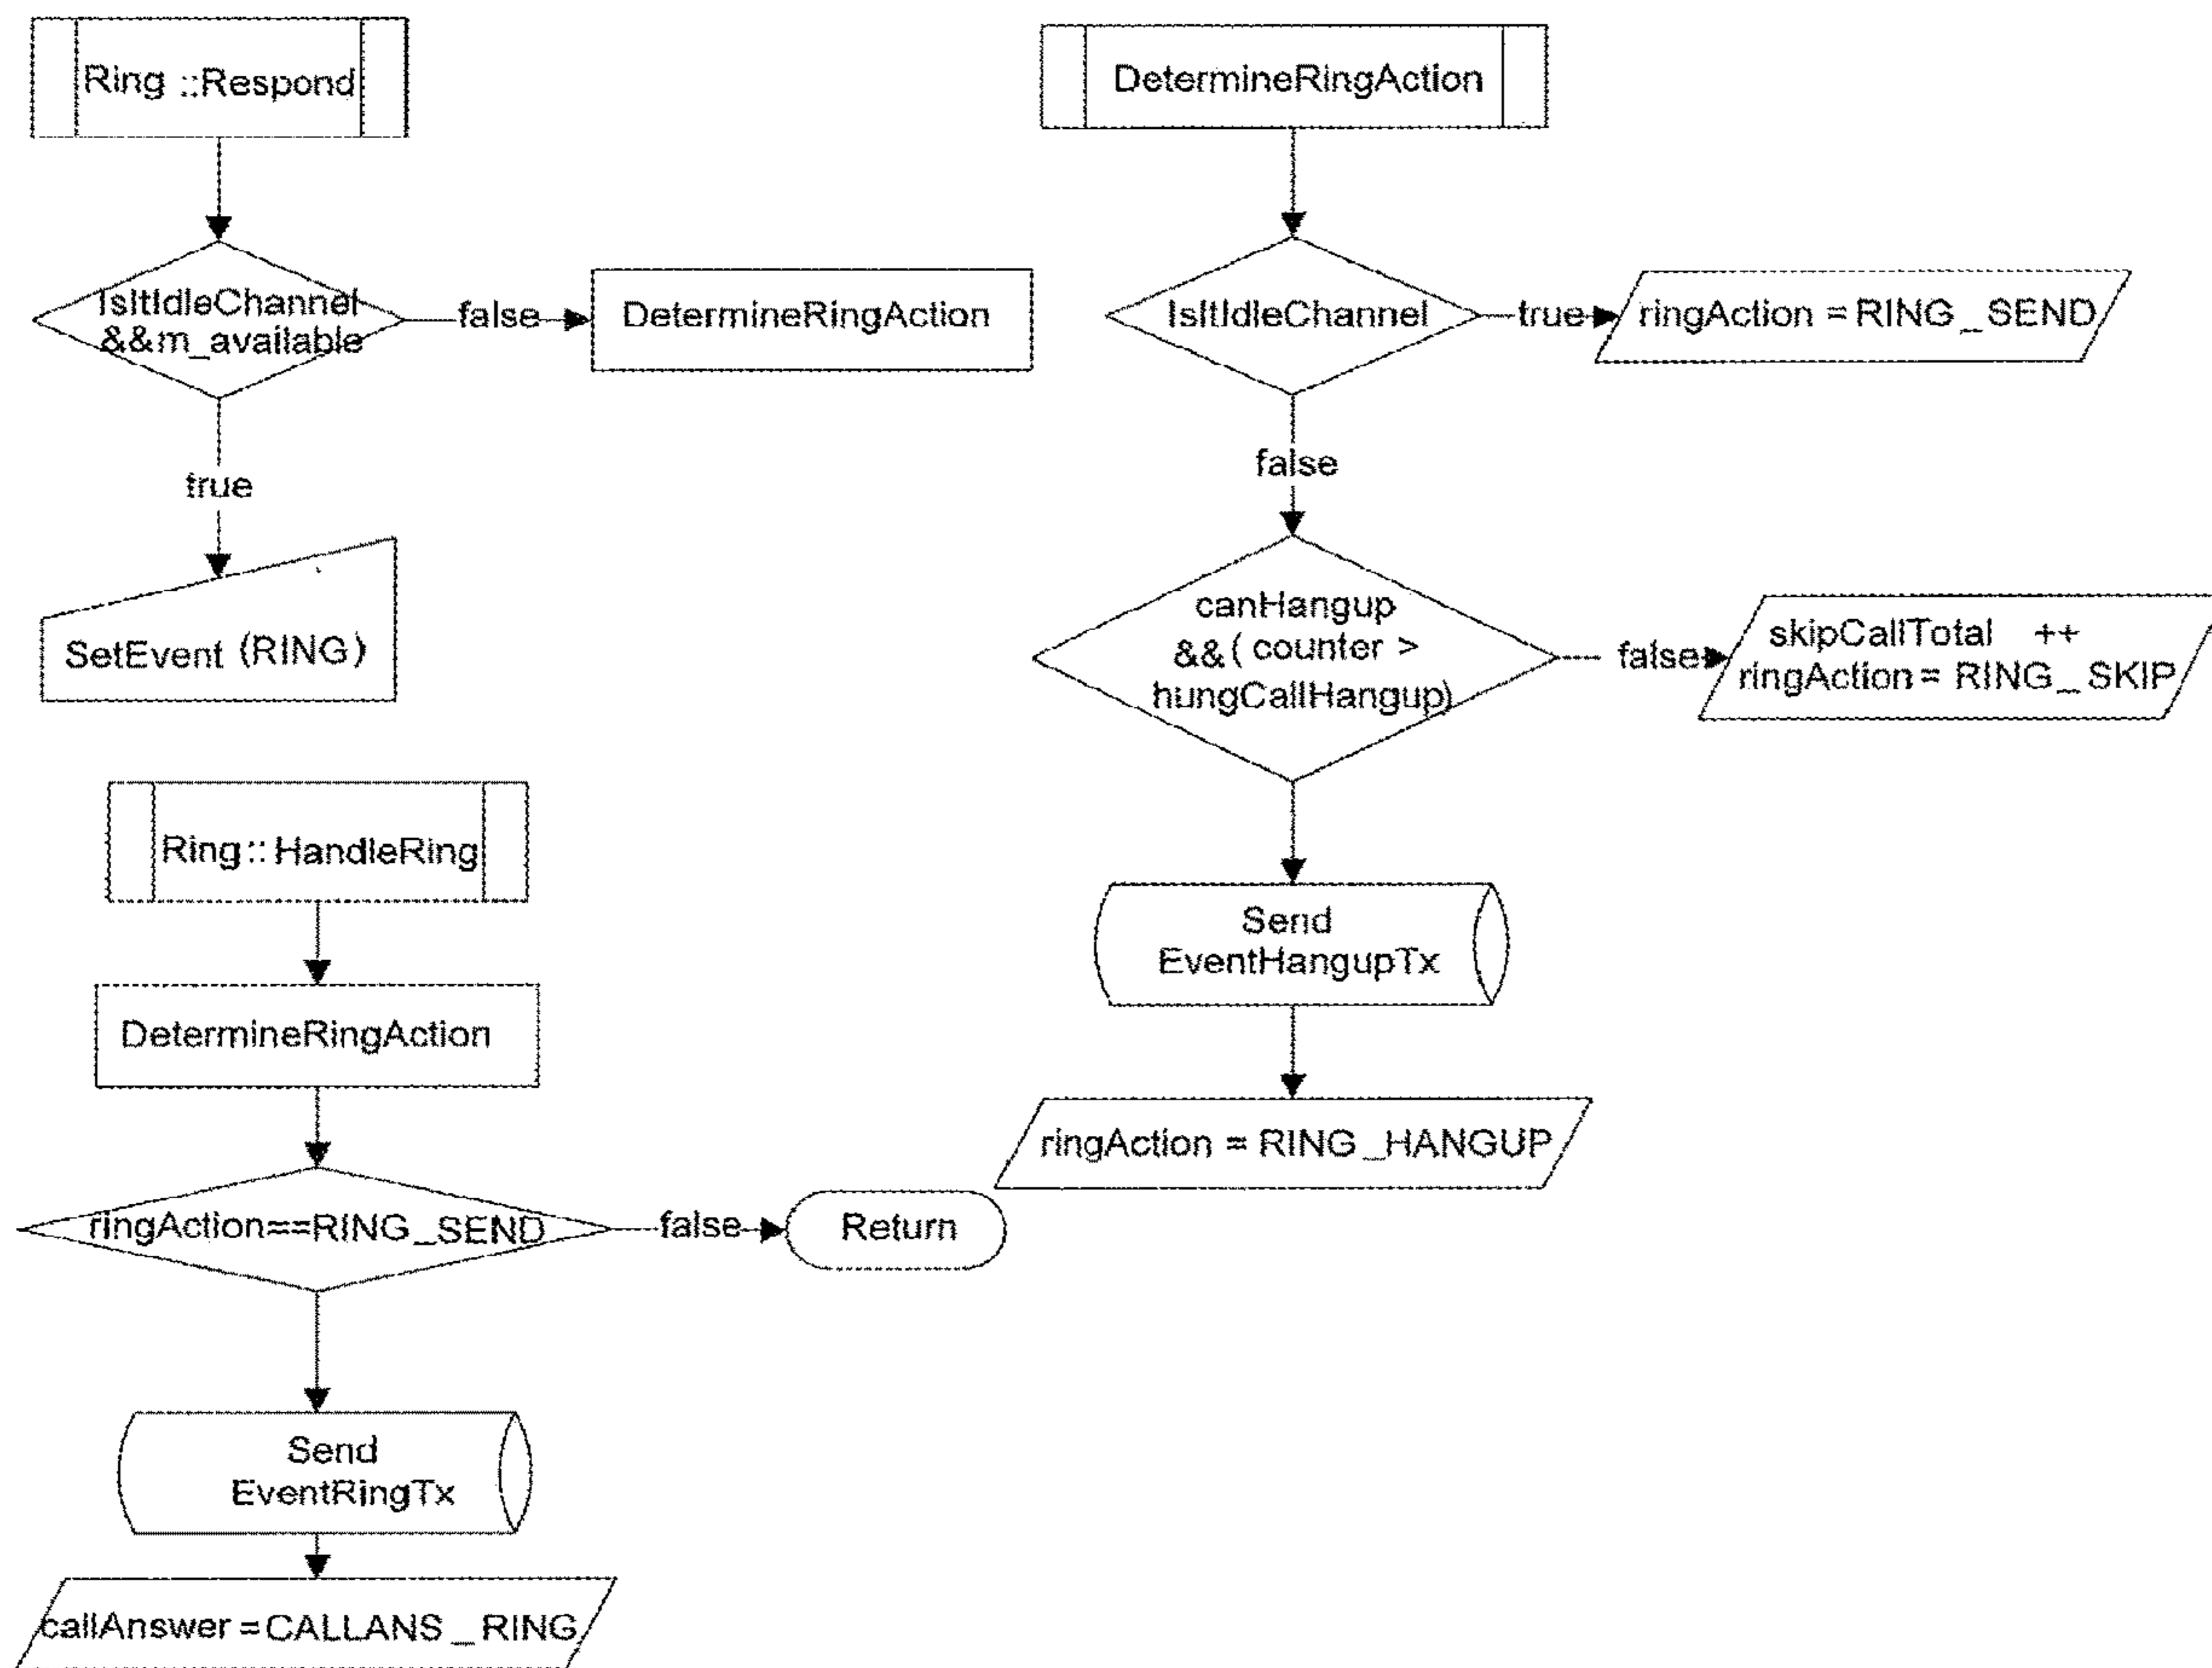 Ring ::Respond
IsItIdleChannel
&&m_available
false
DetermineRingAction
true
SetEvent (RING)
DetermineRingAction
IsItIdleChannel
true
ringAction = RING_SEND
false
canHangup
&& ( counter >
hungCallHangup)
false
skipCallTotal ++
ringAction = RING_SKIP
Send
EventHangupTx
ringAction = RING_HANGUP
Ring:: HandleRing
DetermineRingAction
ringAction==RING_SEND
false
Return
Send
EventRingTx
callAnswer = CALLANS_RING